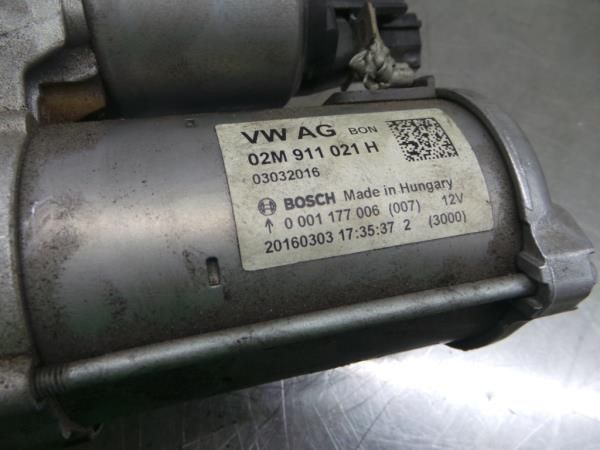 VW AG BON
02M 911 021 H
03032016
BOSCH Made in Hungary
↑ 0 001 177 006 (007) 12V
20160303 17:35:37 2 (3000)